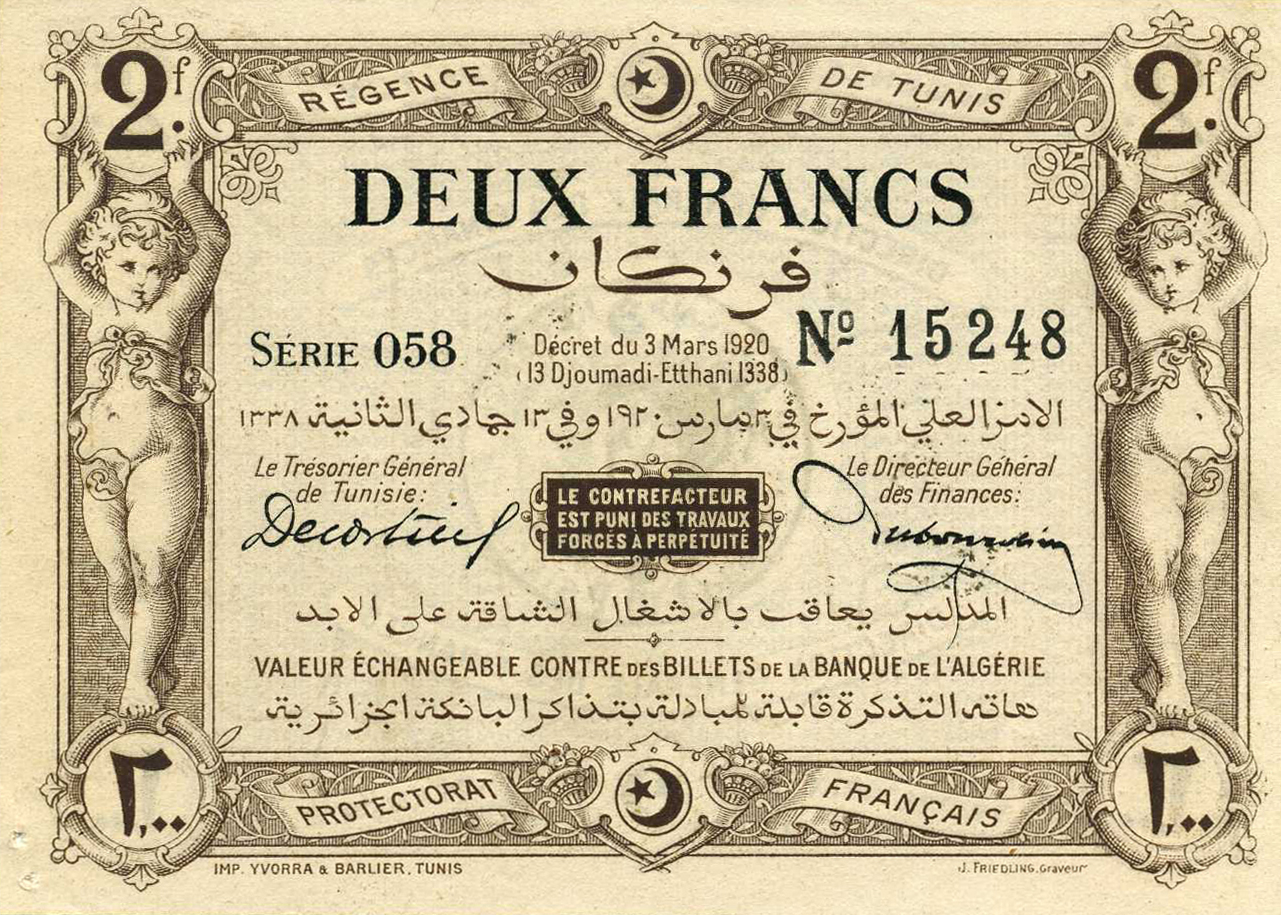 2.f
RÉGENCE DE TUNIS
2.f
DEUX FRANCS
فرنكان
SÉRIE 058
Décret du 3 Mars 1920
(13 Djoumadi-Etthani 1338)
Nº 15248
الامر العلي المؤرخ في ٣ مارس ١٩٢٠ وفي ١٣ جمادي الثانية ١٣٣٨
Le Trésorier Général
de Tunisie:
LE CONTREFACTEUR
EST PUNI DES TRAVAUX
FORCÉS À PERPÉTUITÉ
Le Directeur Général
des Finances:
المدلس يعاقب بالاشغال الشاقة على الابد
VALEUR ÉCHANGEABLE CONTRE DES BILLETS DE LA BANQUE DE L'ALGÉRIE
هاته التذكرة قابلة للمبادلة بتذاكر البانكة الجزائرية
٢,٠٠
PROTECTORAT FRANÇAIS
٢,٠٠
IMP. YVORRA & BARLIER, TUNIS
J. FRIEDLING, Graveur